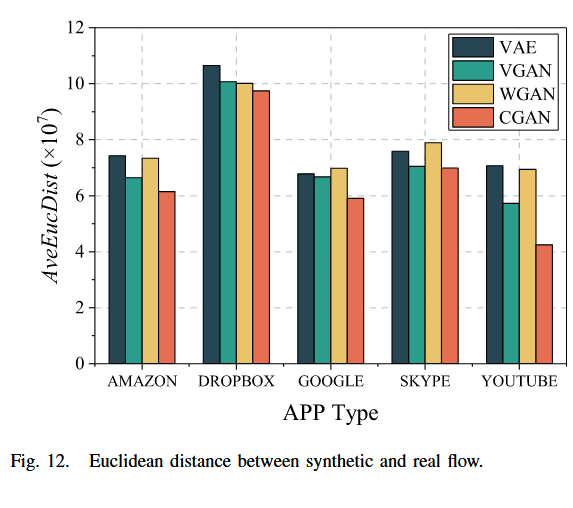 12
10
8
6
4
2
0
AveEucDist (×10⁷)
VAE
VGAN
WGAN
CGAN
AMAZON DROPBOX GOOGLE SKYPE YOUTUBE
APP Type
Fig. 12. Euclidean distance between synthetic and real flow.